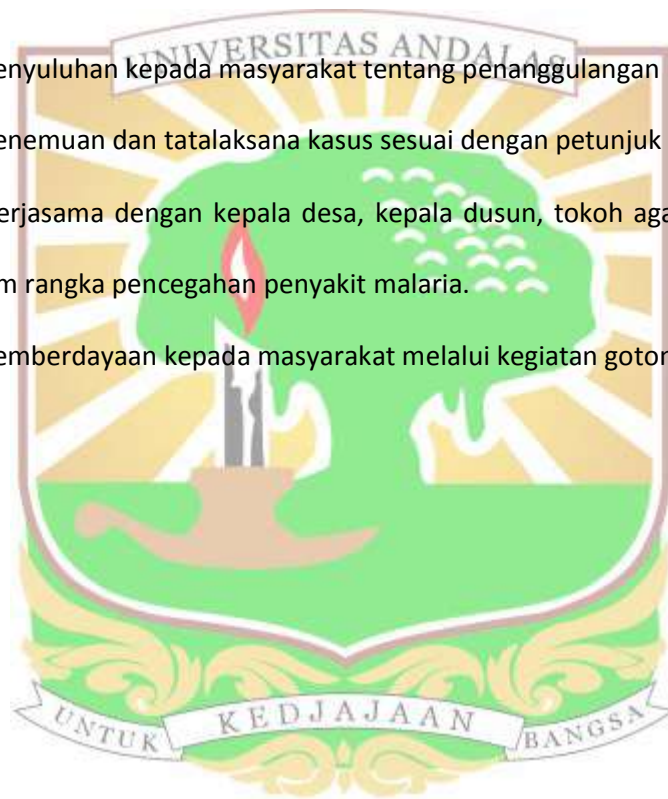 UNIVERSITAS ANDALAS
enyuluhan kepada masyarakat tentang penanggulangan
enemuan dan tatalaksana kasus sesuai dengan petunjuk
erjasama dengan kepala desa, kepala dusun, tokoh aga
m rangka pencegahan penyakit malaria.
emberdayaan kepada masyarakat melalui kegiatan goton
UNTUK KEDJAJAAN BANGSA